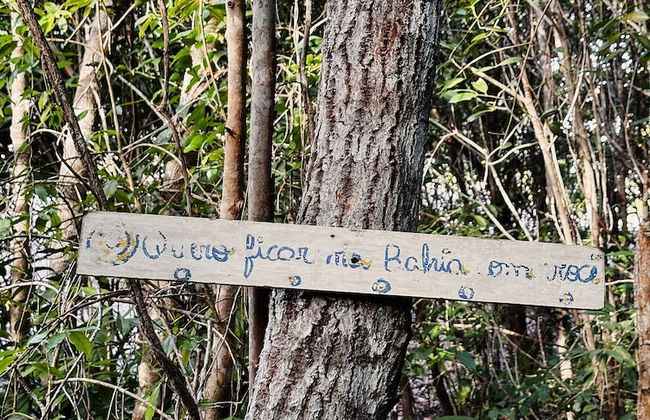 Quero ficar na Bahia com você